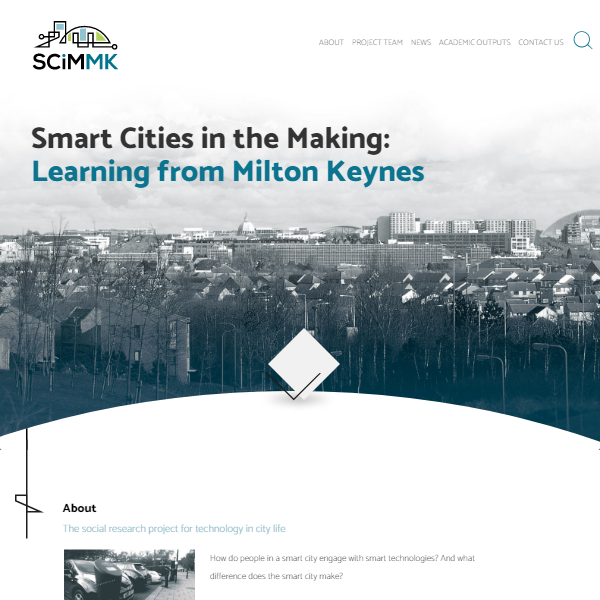 SCiMMK
ABOUT PROJECT TEAM NEWS ACADEMIC OUTPUTS CONTACT US
Smart Cities in the Making:
Learning from Milton Keynes
About
The social research project for technology in city life
How do people in a smart city engage with smart technologies? And what
difference does the smart city make?